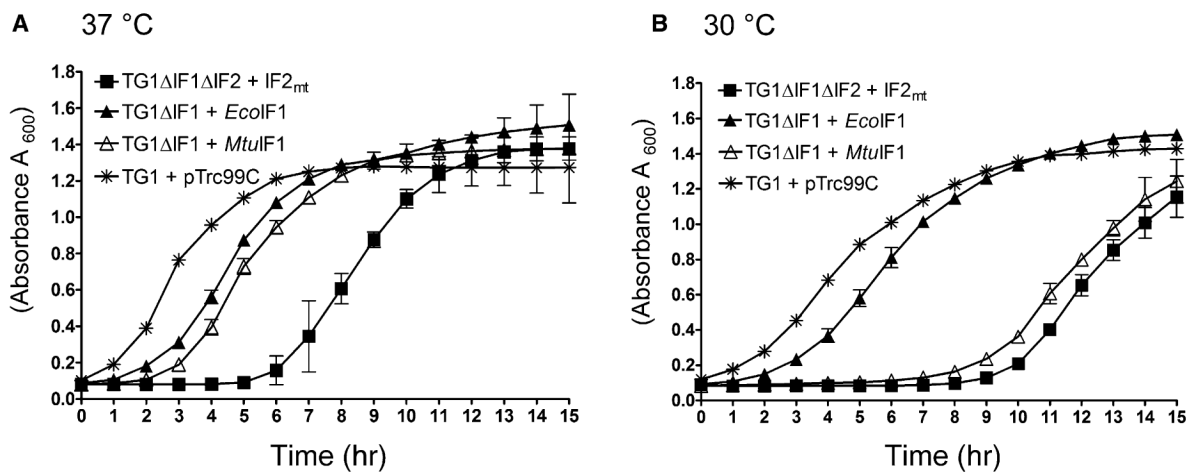 A 37 °C
1.8
1.6
1.4
1.2
1.0
0.8
0.6
0.4
0.2
0.0
(Absorbance A 600)
TG1ΔIF1ΔIF2 + IF2mt
TG1ΔIF1 + EcoIF1
TG1ΔIF1 + MtuIF1
TG1 + pTrc99C
0 1 2 3 4 5 6 7 8 9 10 11 12 13 14 15
Time (hr)
B 30 °C
1.8
1.6
1.4
1.2
1.0
0.8
0.6
0.4
0.2
0.0
(Absorbance A 600)
TG1ΔIF1ΔIF2 + IF2mt
TG1ΔIF1 + EcoIF1
TG1ΔIF1 + MtuIF1
TG1 + pTrc99C
0 1 2 3 4 5 6 7 8 9 10 11 12 13 14 15
Time (hr)